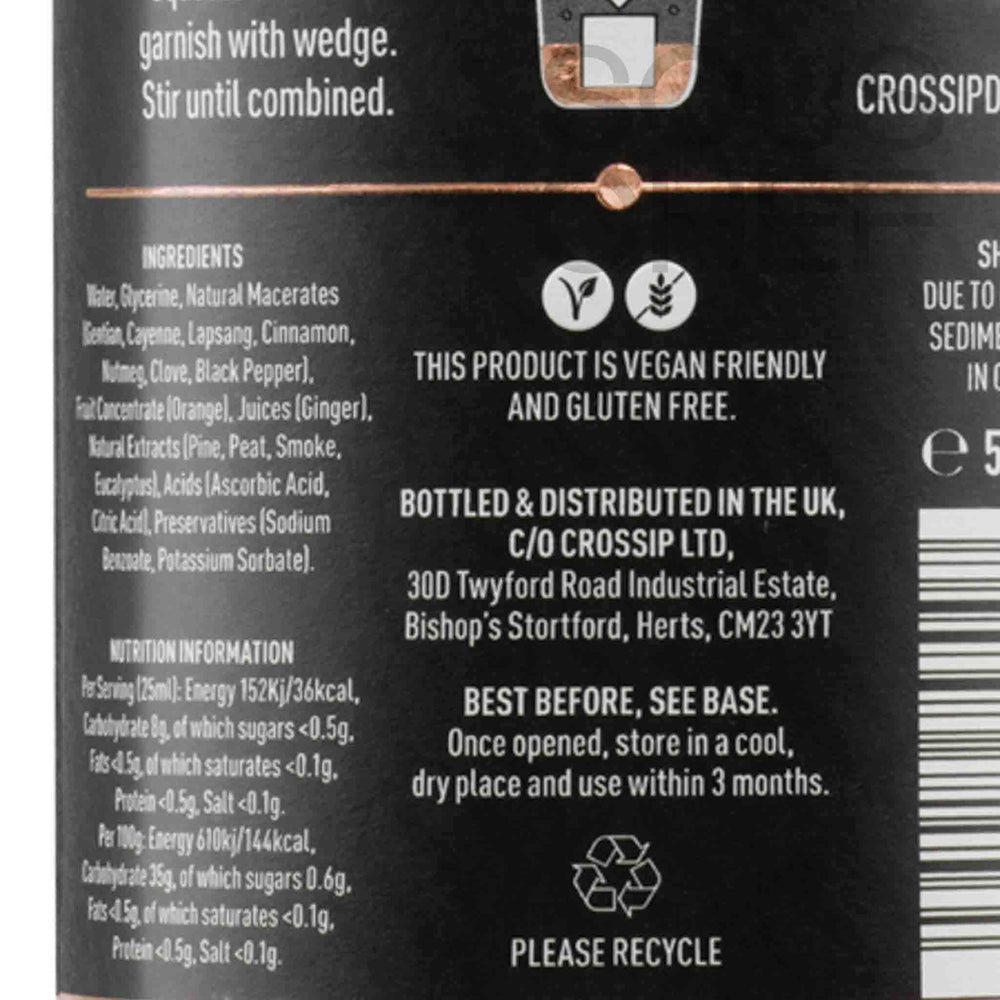 garnish with wedge.
Stir until combined.
CROSSIPD
INGREDIENTS
Water, Glycerine, Natural Macerates
(Gentian, Cayenne, Lapsang, Cinnamon,
Nutmeg, Clove, Black Pepper),
Fruit Concentrate (Orange), Juices (Ginger),
Natural Extracts (Pine, Peat, Smoke,
Eucalyptus), Acids (Ascorbic Acid,
Citric Acid), Preservatives (Sodium
Benzoate, Potassium Sorbate).
NUTRITION INFORMATION
Per Serving (25ml): Energy 152Kj/36kcal,
Carbohydrate 8g, of which sugars <0.5g,
Fats <0.5g, of which saturates <0.1g,
Protein <0.5g, Salt <0.1g.
Per 100g: Energy 610kj/144kcal,
Carbohydrate 35g, of which sugars 0.6g,
Fats <0.5g, of which saturates <0.1g,
Protein <0.5g, Salt <0.1g.
THIS PRODUCT IS VEGAN FRIENDLY
AND GLUTEN FREE.
BOTTLED & DISTRIBUTED IN THE UK,
C/O CROSSIP LTD,
30D Twyford Road Industrial Estate,
Bishop's Stortford, Herts, CM23 3YT
BEST BEFORE, SEE BASE.
Once opened, store in a cool,
dry place and use within 3 months.
PLEASE RECYCLE
SH
DUE TO
SEDIME
IN
e 5